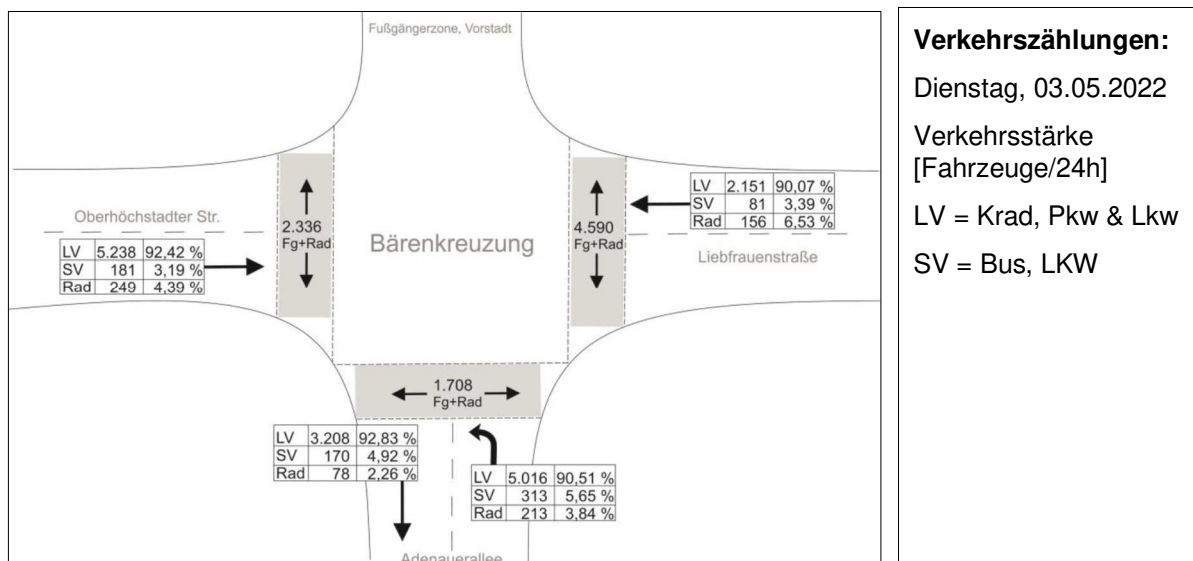 Fußgängerzone, Vorstadt
Oberhöchstadter Str.
LV 5.238 92,42 %
SV 181 3,19 %
Rad 249 4,39 %
2.336
Fg+Rad
Bärenkreuzung
4.590
Fg+Rad
LV 2.151 90,07 %
SV 81 3,39 %
Rad 156 6,53 %
Liebfrauenstraße
1.708
Fg+Rad
LV 3.208 92,83 %
SV 170 4,92 %
Rad 78 2,26 %
LV 5.016 90,51 %
SV 313 5,65 %
Rad 213 3,84 %
Adenauerallee
Verkehrszählungen:
Dienstag, 03.05.2022
Verkehrsstärke
[Fahrzeuge/24h]
LV = Krad, Pkw & Lkw
SV = Bus, LKW